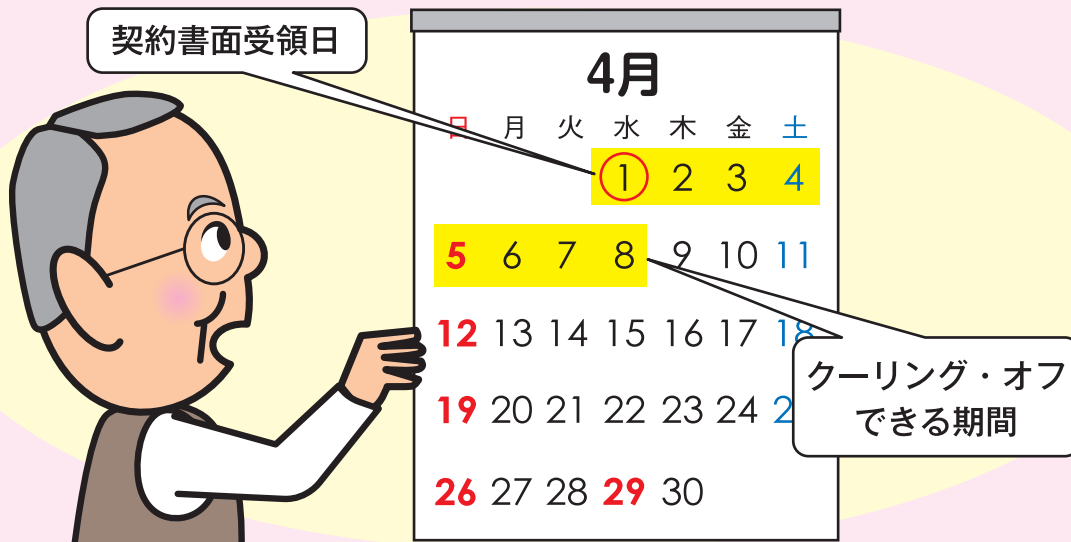 契約書面受領日
4月
日 月 火 水 木 金 土
1 2 3 4
5 6 7 8 9 10 11
12 13 14 15 16 17 18
19 20 21 22 23 24 2
26 27 28 29 30
クーリング・オフ
できる期間